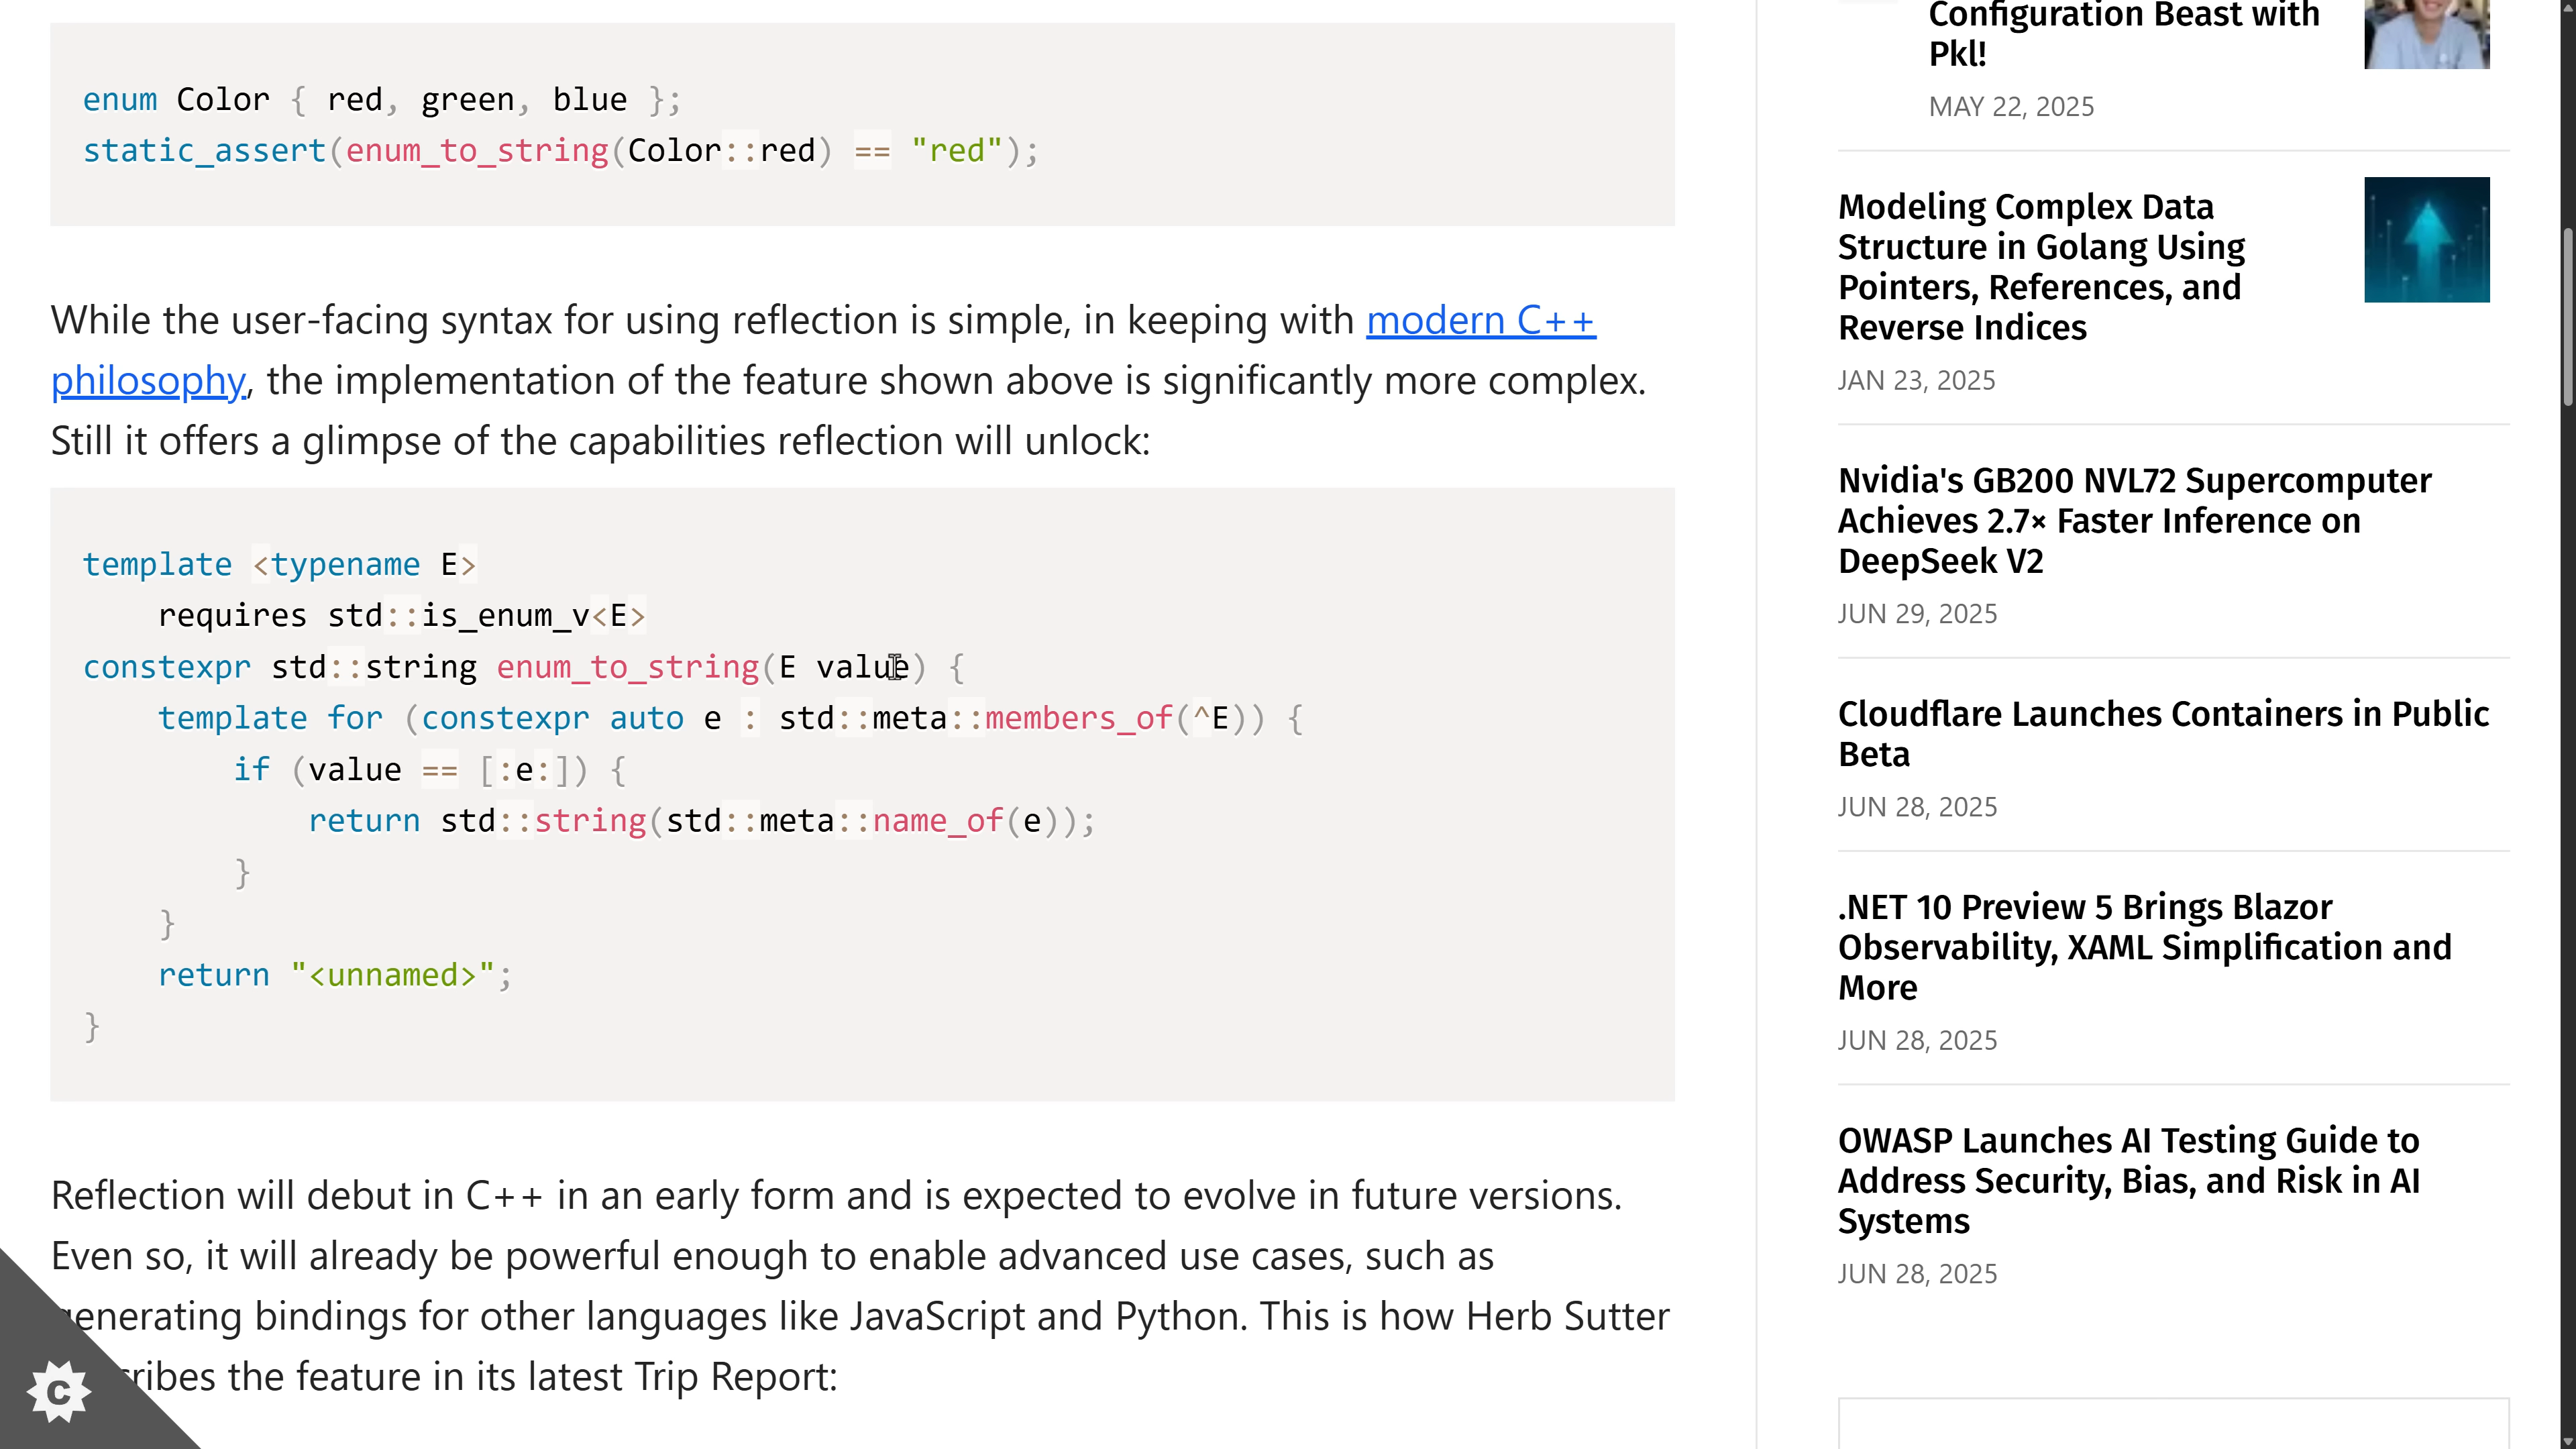 enum Color { red, green, blue };
static_assert(enum_to_string(Color::red) == "red");
While the user-facing syntax for using reflection is simple, in keeping with modern C++
philosophy, the implementation of the feature shown above is significantly more complex.
Still it offers a glimpse of the capabilities reflection will unlock:
template <typename E>
    requires std::is_enum_v<E>
constexpr std::string enum_to_string(E value) {
    template for (constexpr auto e : std::meta::members_of(^E)) {
        if (value == [:e:]) {
            return std::string(std::meta::name_of(e));
        }
    }
    return "<unnamed>";
}
Reflection will debut in C++ in an early form and is expected to evolve in future versions.
Even so, it will already be powerful enough to enable advanced use cases, such as
generating bindings for other languages like JavaScript and Python. This is how Herb Sutter
the feature in its latest Trip Report:
C
Configuration Beast with
Pkl!
MAY 22, 2025
Modeling Complex Data
Structure in Golang Using
Pointers, References, and
Reverse Indices
JAN 23, 2025
Nvidia's GB200 NVL72 Supercomputer
Achieves 2.7× Faster Inference on
DeepSeek V2
JUN 29, 2025
Cloudflare Launches Containers in Public
Beta
JUN 28, 2025
.NET 10 Preview 5 Brings Blazor
Observability, XAML Simplification and
More
JUN 28, 2025
OWASP Launches AI Testing Guide to
Address Security, Bias, and Risk in AI
Systems
JUN 28, 2025